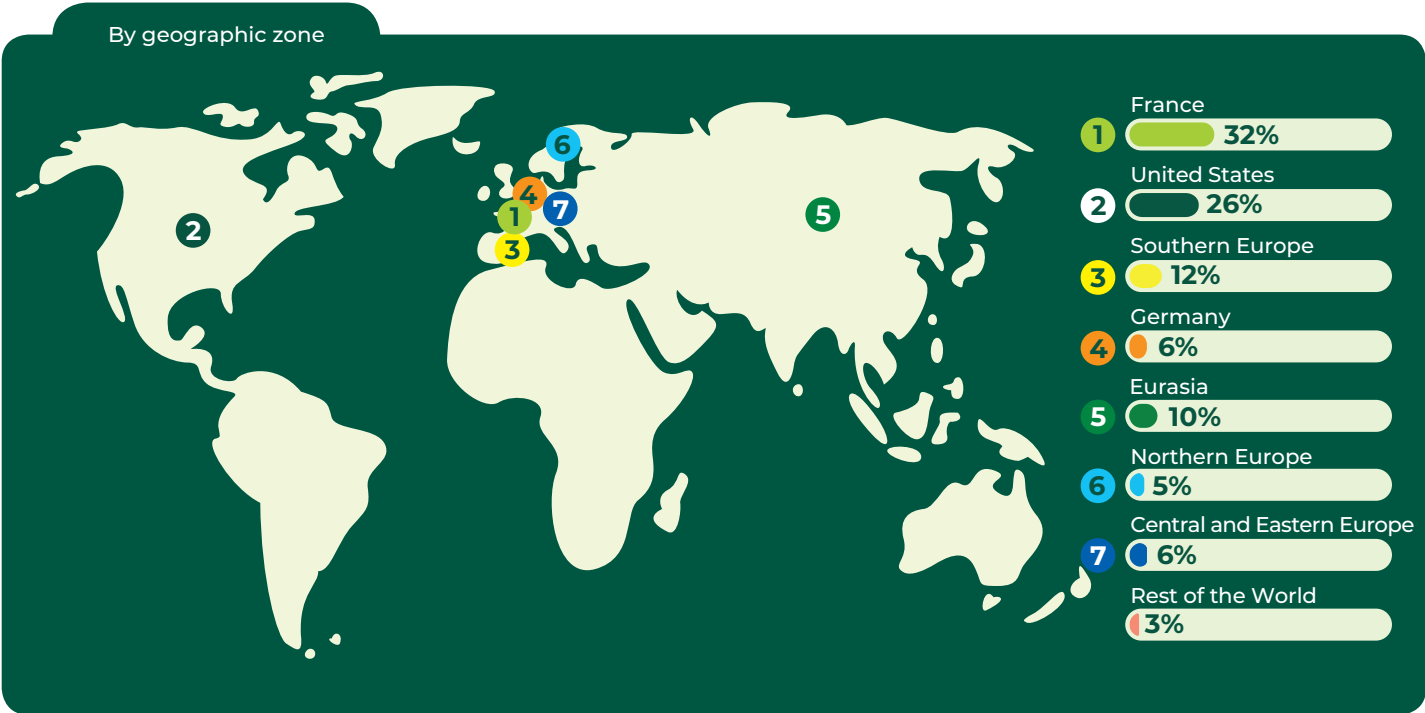 By geographic zone
6
4
7
1
3
2
5
France
1
32%
United States
2
26%
Southern Europe
3
12%
Germany
4
6%
Eurasia
5
10%
Northern Europe
6
5%
Central and Eastern Europe
7
6%
Rest of the World
3%